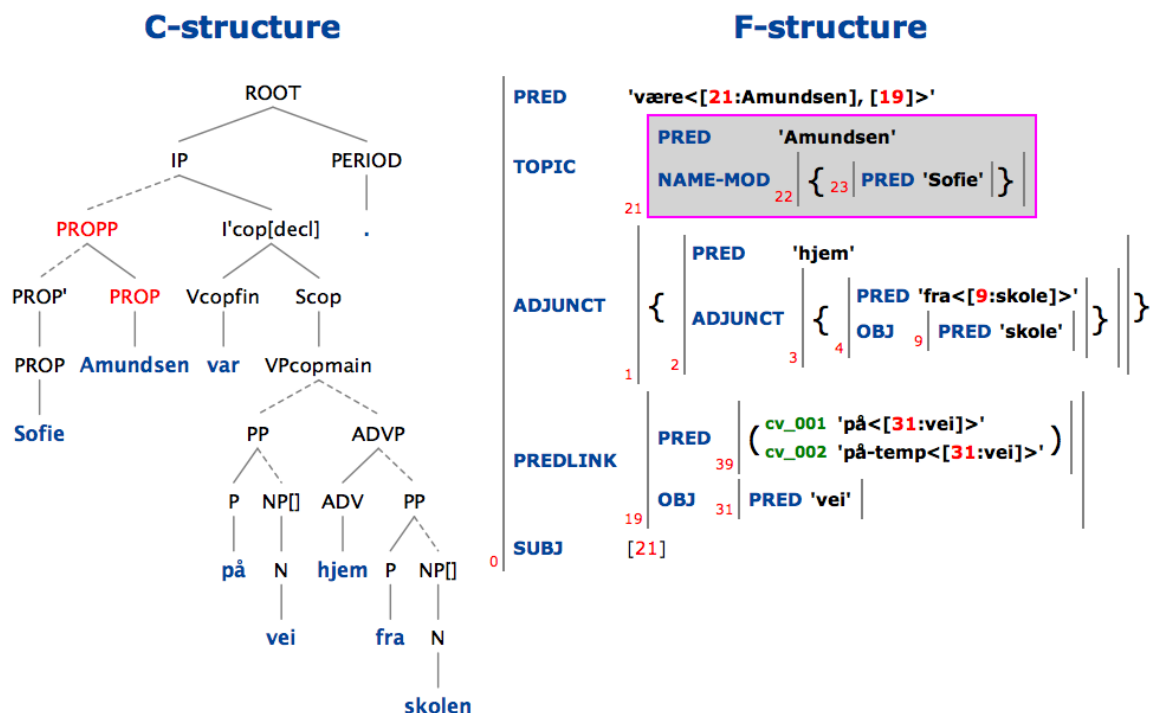 C-structure
F-structure
ROOT
IP PERIOD
PROPP I'cop[decl] .
PROP' PROP Vcopfin Scop
PROP Amundsen var VPcopmain
Sofie PP ADVP
P NP[] ADV PP
på N hjem P NP[]
vei fra N
skolen
PRED 'være<[21:Amundsen], [19]>'
PRED 'Amundsen'
TOPIC
NAME-MOD 22 { 23 PRED 'Sofie' }
21
PRED 'hjem'
ADJUNCT { PRED 'fra<[9:skole]>' }
ADJUNCT { OBJ 9 PRED 'skole' }
1 2 3 4
PRED 39 ( cv_001 'på<[31:vei]>'
cv_002 'på-temp<[31:vei]>' )
PREDLINK
19 OBJ 31 PRED 'vei'
0 SUBJ [21]